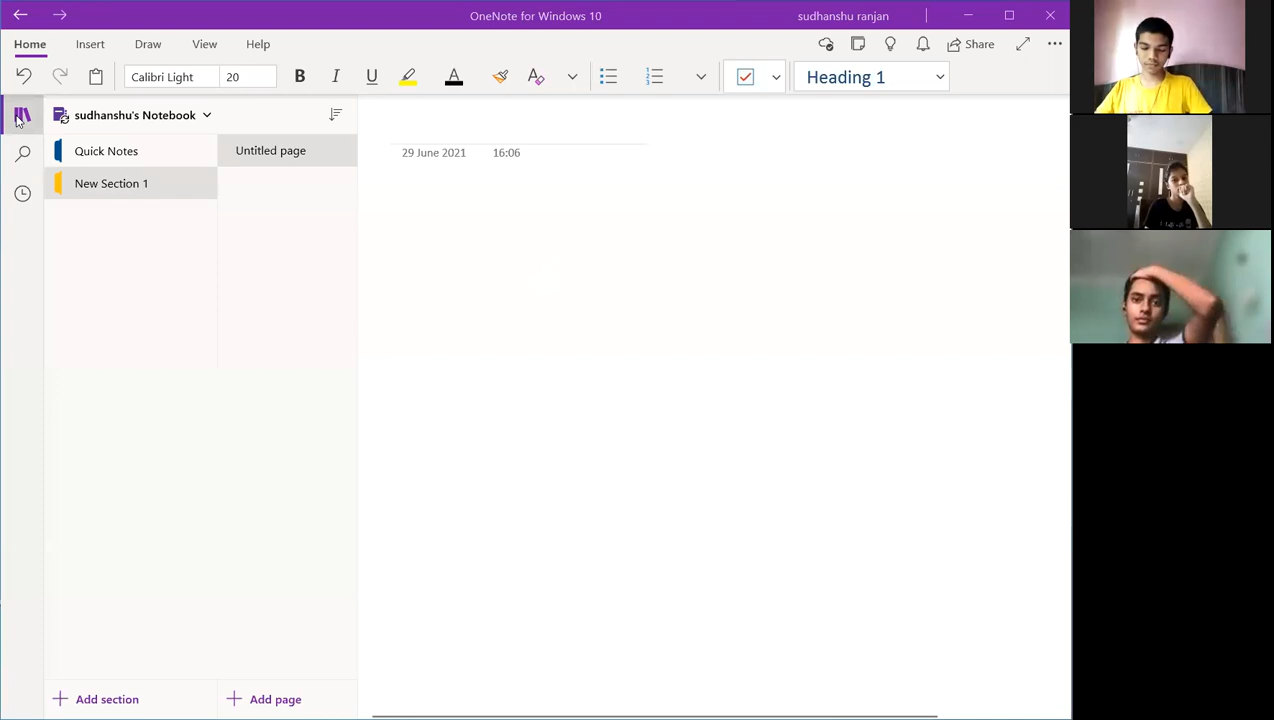 OneNote for Windows 10
sudhanshu ranjan
Home
Insert
Draw
View
Help
Share
Calibri Light
20
B
I
U
A
A
Heading 1
sudhanshu's Notebook
Quick Notes
Untitled page
New Section 1
29 June 2021
16:06
Add section
Add page